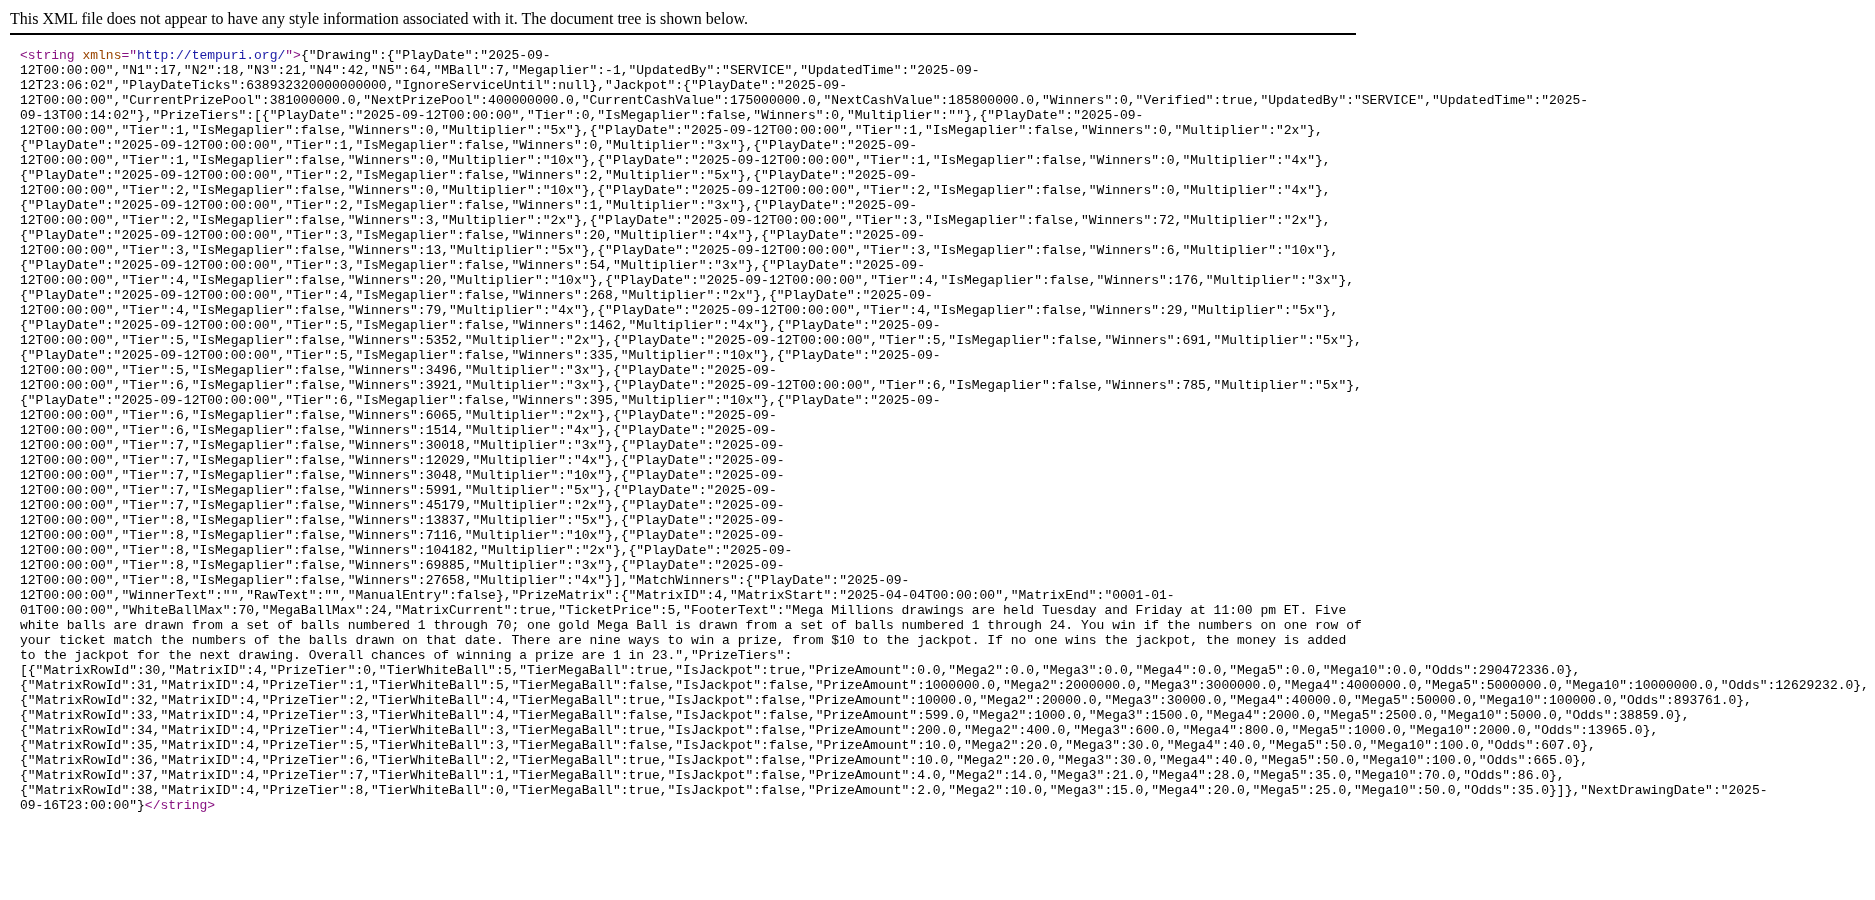 This XML file does not appear to have any style information associated with it. The document tree is shown below.
<string xmlns="http://tempuri.org/">{"Drawing":{"PlayDate":"2025-09-
12T00:00:00","N1":17,"N2":18,"N3":21,"N4":42,"N5":64,"MBall":7,"Megaplier":-1,"UpdatedBy":"SERVICE","UpdatedTime":"2025-09-
12T23:06:02","PlayDateTicks":638932320000000000,"IgnoreServiceUntil":null},"Jackpot":{"PlayDate":"2025-09-
12T00:00:00","CurrentPrizePool":381000000.0,"NextPrizePool":400000000.0,"CurrentCashValue":175000000.0,"NextCashValue":185800000.0,"Winners":0,"Verified":true,"UpdatedBy":"SERVICE","UpdatedTime":"2025-
09-13T00:14:02"},"PrizeTiers":[{"PlayDate":"2025-09-12T00:00:00","Tier":0,"IsMegaplier":false,"Winners":0,"Multiplier":""},{"PlayDate":"2025-09-
12T00:00:00","Tier":1,"IsMegaplier":false,"Winners":0,"Multiplier":"5x"},{"PlayDate":"2025-09-12T00:00:00","Tier":1,"IsMegaplier":false,"Winners":0,"Multiplier":"2x"},
{"PlayDate":"2025-09-12T00:00:00","Tier":1,"IsMegaplier":false,"Winners":0,"Multiplier":"3x"},{"PlayDate":"2025-09-
12T00:00:00","Tier":1,"IsMegaplier":false,"Winners":0,"Multiplier":"10x"},{"PlayDate":"2025-09-12T00:00:00","Tier":1,"IsMegaplier":false,"Winners":0,"Multiplier":"4x"},
{"PlayDate":"2025-09-12T00:00:00","Tier":2,"IsMegaplier":false,"Winners":2,"Multiplier":"5x"},{"PlayDate":"2025-09-
12T00:00:00","Tier":2,"IsMegaplier":false,"Winners":0,"Multiplier":"10x"},{"PlayDate":"2025-09-12T00:00:00","Tier":2,"IsMegaplier":false,"Winners":0,"Multiplier":"4x"},
{"PlayDate":"2025-09-12T00:00:00","Tier":2,"IsMegaplier":false,"Winners":1,"Multiplier":"3x"},{"PlayDate":"2025-09-
12T00:00:00","Tier":2,"IsMegaplier":false,"Winners":3,"Multiplier":"2x"},{"PlayDate":"2025-09-12T00:00:00","Tier":3,"IsMegaplier":false,"Winners":72,"Multiplier":"2x"},
{"PlayDate":"2025-09-12T00:00:00","Tier":3,"IsMegaplier":false,"Winners":20,"Multiplier":"4x"},{"PlayDate":"2025-09-
12T00:00:00","Tier":3,"IsMegaplier":false,"Winners":13,"Multiplier":"5x"},{"PlayDate":"2025-09-12T00:00:00","Tier":3,"IsMegaplier":false,"Winners":6,"Multiplier":"10x"},
{"PlayDate":"2025-09-12T00:00:00","Tier":3,"IsMegaplier":false,"Winners":54,"Multiplier":"3x"},{"PlayDate":"2025-09-
12T00:00:00","Tier":4,"IsMegaplier":false,"Winners":20,"Multiplier":"10x"},{"PlayDate":"2025-09-12T00:00:00","Tier":4,"IsMegaplier":false,"Winners":176,"Multiplier":"3x"},
{"PlayDate":"2025-09-12T00:00:00","Tier":4,"IsMegaplier":false,"Winners":268,"Multiplier":"2x"},{"PlayDate":"2025-09-
12T00:00:00","Tier":4,"IsMegaplier":false,"Winners":79,"Multiplier":"4x"},{"PlayDate":"2025-09-12T00:00:00","Tier":4,"IsMegaplier":false,"Winners":29,"Multiplier":"5x"},
{"PlayDate":"2025-09-12T00:00:00","Tier":5,"IsMegaplier":false,"Winners":1462,"Multiplier":"4x"},{"PlayDate":"2025-09-
12T00:00:00","Tier":5,"IsMegaplier":false,"Winners":5352,"Multiplier":"2x"},{"PlayDate":"2025-09-12T00:00:00","Tier":5,"IsMegaplier":false,"Winners":691,"Multiplier":"5x"},
{"PlayDate":"2025-09-12T00:00:00","Tier":5,"IsMegaplier":false,"Winners":335,"Multiplier":"10x"},{"PlayDate":"2025-09-
12T00:00:00","Tier":5,"IsMegaplier":false,"Winners":3496,"Multiplier":"3x"},{"PlayDate":"2025-09-
12T00:00:00","Tier":6,"IsMegaplier":false,"Winners":3921,"Multiplier":"3x"},{"PlayDate":"2025-09-12T00:00:00","Tier":6,"IsMegaplier":false,"Winners":785,"Multiplier":"5x"},
{"PlayDate":"2025-09-12T00:00:00","Tier":6,"IsMegaplier":false,"Winners":395,"Multiplier":"10x"},{"PlayDate":"2025-09-
12T00:00:00","Tier":6,"IsMegaplier":false,"Winners":6065,"Multiplier":"2x"},{"PlayDate":"2025-09-
12T00:00:00","Tier":6,"IsMegaplier":false,"Winners":1514,"Multiplier":"4x"},{"PlayDate":"2025-09-
12T00:00:00","Tier":7,"IsMegaplier":false,"Winners":30018,"Multiplier":"3x"},{"PlayDate":"2025-09-
12T00:00:00","Tier":7,"IsMegaplier":false,"Winners":12029,"Multiplier":"4x"},{"PlayDate":"2025-09-
12T00:00:00","Tier":7,"IsMegaplier":false,"Winners":3048,"Multiplier":"10x"},{"PlayDate":"2025-09-
12T00:00:00","Tier":7,"IsMegaplier":false,"Winners":5991,"Multiplier":"5x"},{"PlayDate":"2025-09-
12T00:00:00","Tier":7,"IsMegaplier":false,"Winners":45179,"Multiplier":"2x"},{"PlayDate":"2025-09-
12T00:00:00","Tier":8,"IsMegaplier":false,"Winners":13837,"Multiplier":"5x"},{"PlayDate":"2025-09-
12T00:00:00","Tier":8,"IsMegaplier":false,"Winners":7116,"Multiplier":"10x"},{"PlayDate":"2025-09-
12T00:00:00","Tier":8,"IsMegaplier":false,"Winners":104182,"Multiplier":"2x"},{"PlayDate":"2025-09-
12T00:00:00","Tier":8,"IsMegaplier":false,"Winners":69885,"Multiplier":"3x"},{"PlayDate":"2025-09-
12T00:00:00","Tier":8,"IsMegaplier":false,"Winners":27658,"Multiplier":"4x"}],"MatchWinners":{"PlayDate":"2025-09-
12T00:00:00","WinnerText":"","RawText":"","ManualEntry":false},"PrizeMatrix":{"MatrixID":4,"MatrixStart":"2025-04-04T00:00:00","MatrixEnd":"0001-01-
01T00:00:00","WhiteBallMax":70,"MegaBallMax":24,"MatrixCurrent":true,"TicketPrice":5,"FooterText":"Mega Millions drawings are held Tuesday and Friday at 11:00 pm ET. Five
white balls are drawn from a set of balls numbered 1 through 70; one gold Mega Ball is drawn from a set of balls numbered 1 through 24. You win if the numbers on one row of
your ticket match the numbers of the balls drawn on that date. There are nine ways to win a prize, from $10 to the jackpot. If no one wins the jackpot, the money is added
to the jackpot for the next drawing. Overall chances of winning a prize are 1 in 23.","PrizeTiers":
[{"MatrixRowId":30,"MatrixID":4,"PrizeTier":0,"TierWhiteBall":5,"TierMegaBall":true,"IsJackpot":true,"PrizeAmount":0.0,"Mega2":0.0,"Mega3":0.0,"Mega4":0.0,"Mega5":0.0,"Mega10":0.0,"Odds":290472336.0},
{"MatrixRowId":31,"MatrixID":4,"PrizeTier":1,"TierWhiteBall":5,"TierMegaBall":false,"IsJackpot":false,"PrizeAmount":1000000.0,"Mega2":2000000.0,"Mega3":3000000.0,"Mega4":4000000.0,"Mega5":5000000.0,"Mega10":10000000.0,"Odds":12629232.0},
{"MatrixRowId":32,"MatrixID":4,"PrizeTier":2,"TierWhiteBall":4,"TierMegaBall":true,"IsJackpot":false,"PrizeAmount":10000.0,"Mega2":20000.0,"Mega3":30000.0,"Mega4":40000.0,"Mega5":50000.0,"Mega10":100000.0,"Odds":893761.0},
{"MatrixRowId":33,"MatrixID":4,"PrizeTier":3,"TierWhiteBall":4,"TierMegaBall":false,"IsJackpot":false,"PrizeAmount":599.0,"Mega2":1000.0,"Mega3":1500.0,"Mega4":2000.0,"Mega5":2500.0,"Mega10":5000.0,"Odds":38859.0},
{"MatrixRowId":34,"MatrixID":4,"PrizeTier":4,"TierWhiteBall":3,"TierMegaBall":true,"IsJackpot":false,"PrizeAmount":200.0,"Mega2":400.0,"Mega3":600.0,"Mega4":800.0,"Mega5":1000.0,"Mega10":2000.0,"Odds":13965.0},
{"MatrixRowId":35,"MatrixID":4,"PrizeTier":5,"TierWhiteBall":3,"TierMegaBall":false,"IsJackpot":false,"PrizeAmount":10.0,"Mega2":20.0,"Mega3":30.0,"Mega4":40.0,"Mega5":50.0,"Mega10":100.0,"Odds":607.0},
{"MatrixRowId":36,"MatrixID":4,"PrizeTier":6,"TierWhiteBall":2,"TierMegaBall":true,"IsJackpot":false,"PrizeAmount":10.0,"Mega2":20.0,"Mega3":30.0,"Mega4":40.0,"Mega5":50.0,"Mega10":100.0,"Odds":665.0},
{"MatrixRowId":37,"MatrixID":4,"PrizeTier":7,"TierWhiteBall":1,"TierMegaBall":true,"IsJackpot":false,"PrizeAmount":4.0,"Mega2":14.0,"Mega3":21.0,"Mega4":28.0,"Mega5":35.0,"Mega10":70.0,"Odds":86.0},
{"MatrixRowId":38,"MatrixID":4,"PrizeTier":8,"TierWhiteBall":0,"TierMegaBall":true,"IsJackpot":false,"PrizeAmount":2.0,"Mega2":10.0,"Mega3":15.0,"Mega4":20.0,"Mega5":25.0,"Mega10":50.0,"Odds":35.0}]},"NextDrawingDate":"2025-
09-16T23:00:00"}</string>